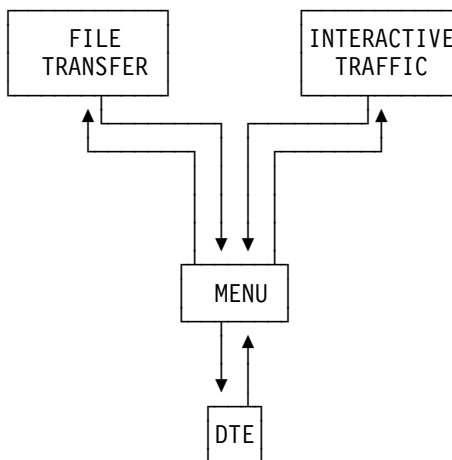 FILE
TRANSFER
INTERACTIVE
TRAFFIC
MENU
DTE